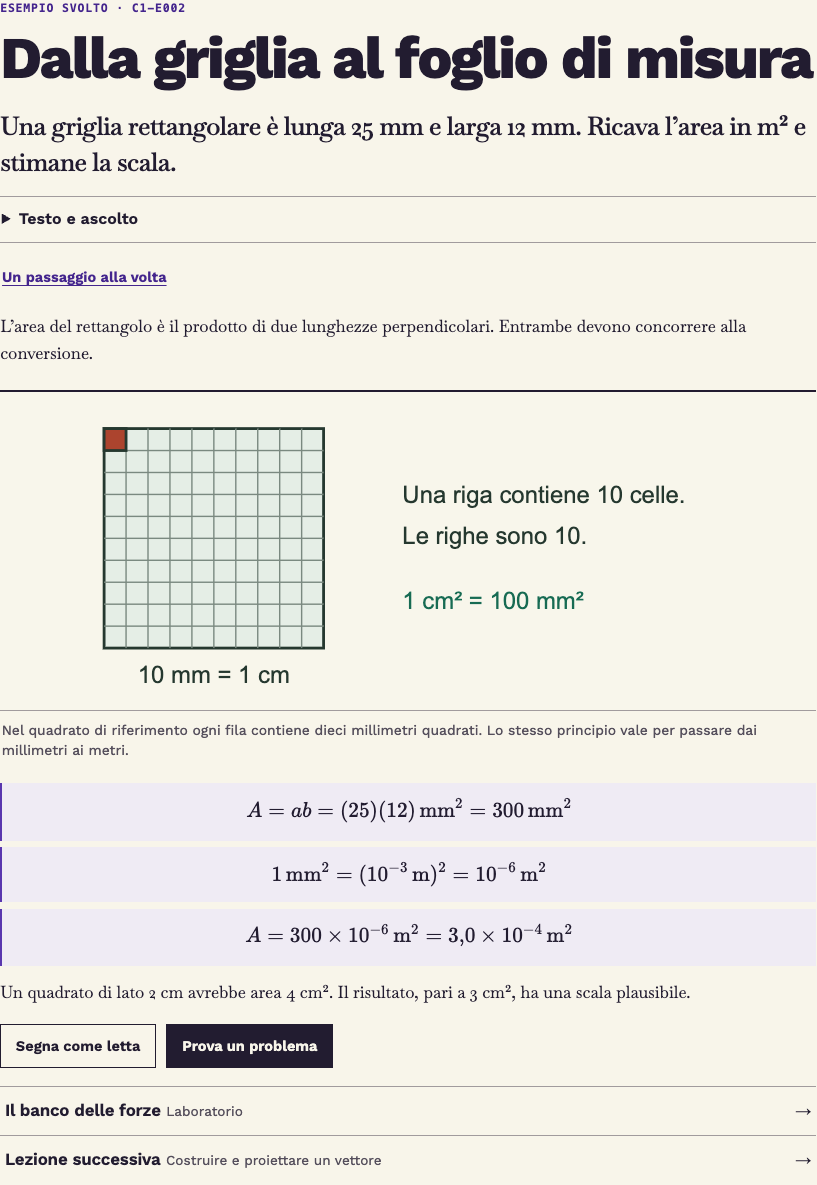 ESEMPIO SVOLTO · C1–E002
Dalla griglia al foglio di misura
Una griglia rettangolare è lunga 25 mm e larga 12 mm. Ricava l’area in m² e
stimane la scala.
▶ Testo e ascolto
Un passaggio alla volta
L’area del rettangolo è il prodotto di due lunghezze perpendicolari. Entrambe devono concorrere alla
conversione.
Una riga contiene 10 celle.
Le righe sono 10.
1 cm² = 100 mm²
10 mm = 1 cm
Nel quadrato di riferimento ogni fila contiene dieci millimetri quadrati. Lo stesso principio vale per passare dai
millimetri ai metri.
A = ab = (25)(12) mm² = 300 mm²
1 mm² = (10⁻³ m)² = 10⁻⁶ m²
A = 300 × 10⁻⁶ m² = 3,0 × 10⁻⁴ m²
Un quadrato di lato 2 cm avrebbe area 4 cm². Il risultato, pari a 3 cm², ha una scala plausibile.
Segna come letta
Prova un problema
Il banco delle forze Laboratorio →
Lezione successiva Costruire e proiettare un vettore →